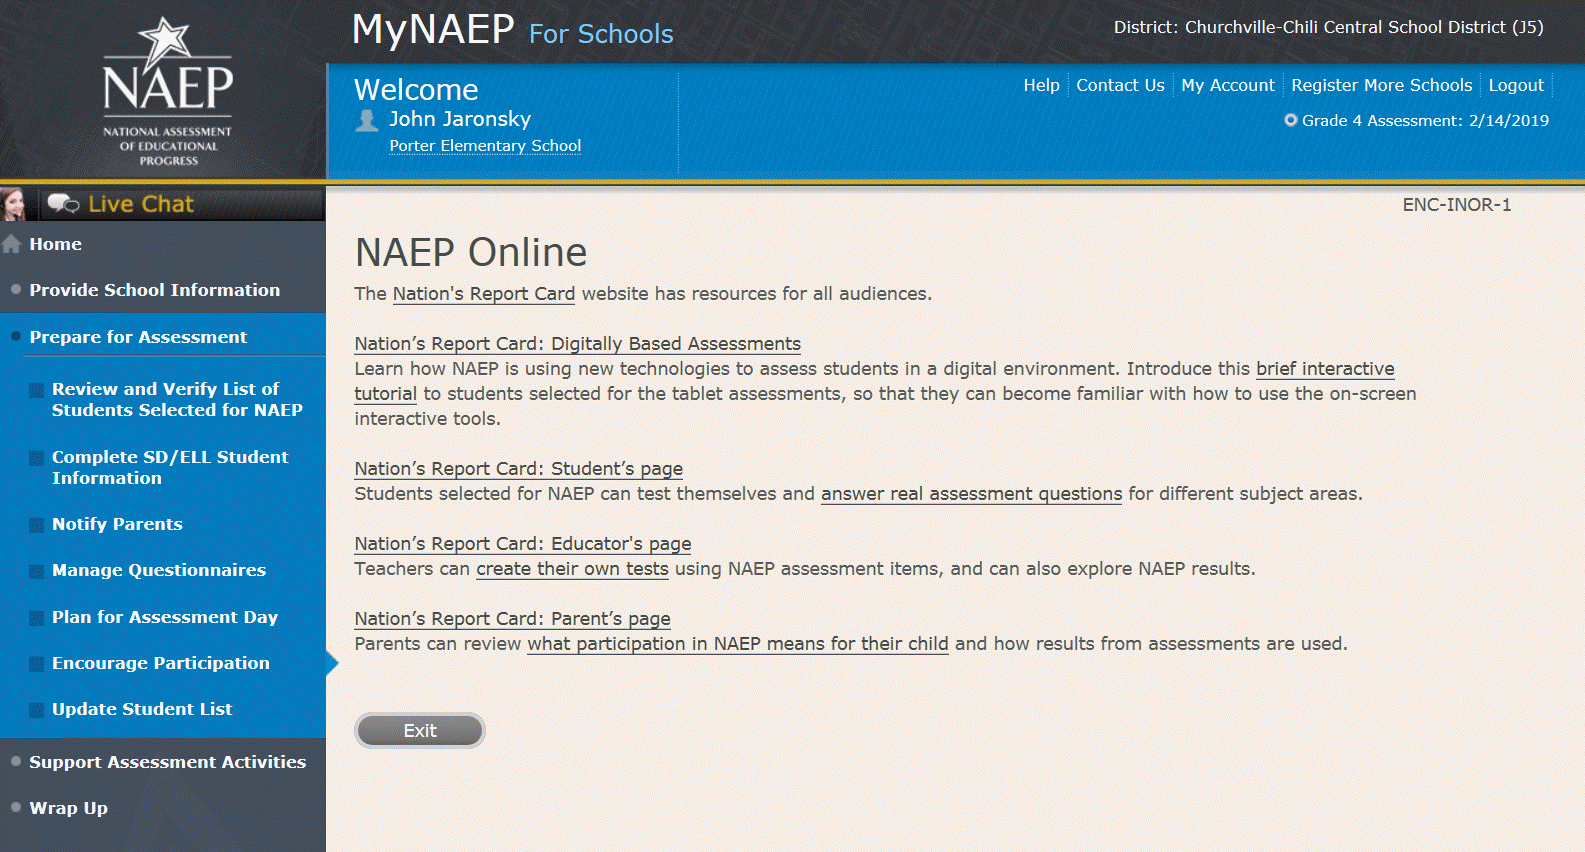 NAEP
NATIONAL ASSESSMENT
OF EDUCATIONAL
PROGRESS
MyNAEP For Schools
District: Churchville-Chili Central School District (J5)
Welcome
John Jaronsky
Porter Elementary School
Help Contact Us My Account Register More Schools Logout
Grade 4 Assessment: 2/14/2019
Live Chat
Home
Provide School Information
Prepare for Assessment
Review and Verify List of
Students Selected for NAEP
Complete SD/ELL Student
Information
Notify Parents
Manage Questionnaires
Plan for Assessment Day
Encourage Participation
Update Student List
Support Assessment Activities
Wrap Up
ENC-INOR-1
NAEP Online
The Nation's Report Card website has resources for all audiences.
Nation’s Report Card: Digitally Based Assessments
Learn how NAEP is using new technologies to assess students in a digital environment. Introduce this brief interactive
tutorial to students selected for the tablet assessments, so that they can become familiar with how to use the on-screen
interactive tools.
Nation’s Report Card: Student’s page
Students selected for NAEP can test themselves and answer real assessment questions for different subject areas.
Nation’s Report Card: Educator's page
Teachers can create their own tests using NAEP assessment items, and can also explore NAEP results.
Nation’s Report Card: Parent’s page
Parents can review what participation in NAEP means for their child and how results from assessments are used.
Exit